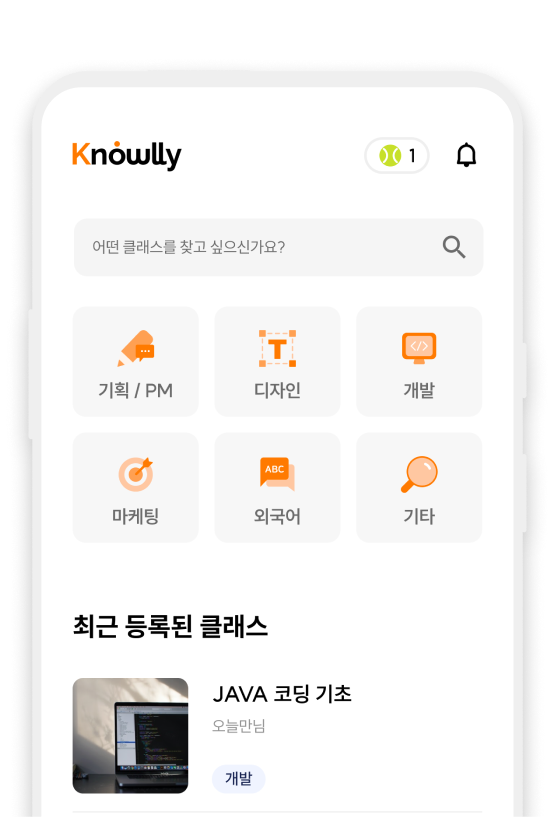 Knowlly
1
어떤 클래스를 찾고 싶으신가요?
기획 / PM
T
디자인
</>
개발
마케팅
ABC
외국어
기타
최근 등록된 클래스
JAVA 코딩 기초
오늘만님
개발